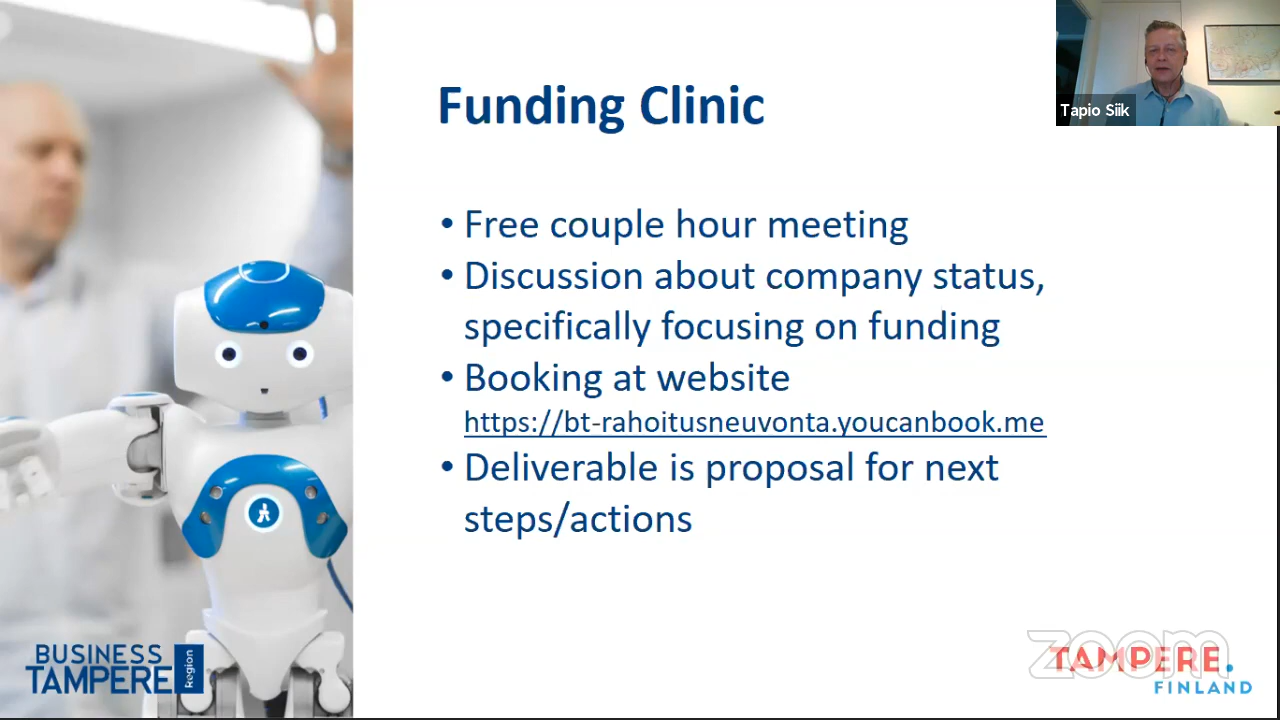 Funding Clinic
Tapio Siik
• Free couple hour meeting
• Discussion about company status,
specifically focusing on funding
• Booking at website
https://bt-rahoitusneuvonta.youcanbook.me
• Deliverable is proposal for next
steps/actions
BUSINESS
TAMPERE
Region
zoom
TAMPERE.
FINLAND